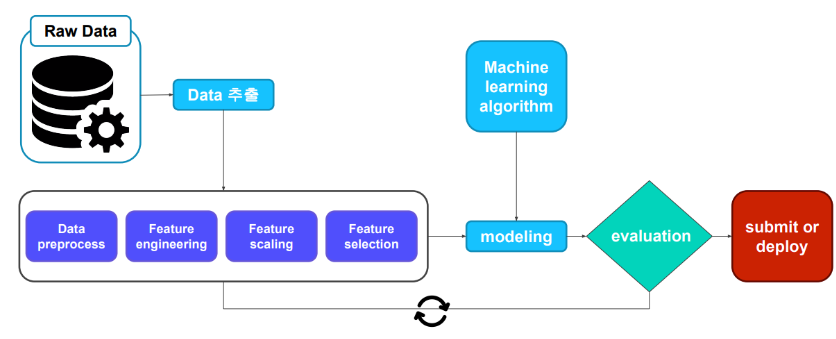 Raw Data
Data 추출
Machine
learning
algorithm
Data
preprocess
Feature
engineering
Feature
scaling
Feature
selection
modeling
evaluation
submit or
deploy